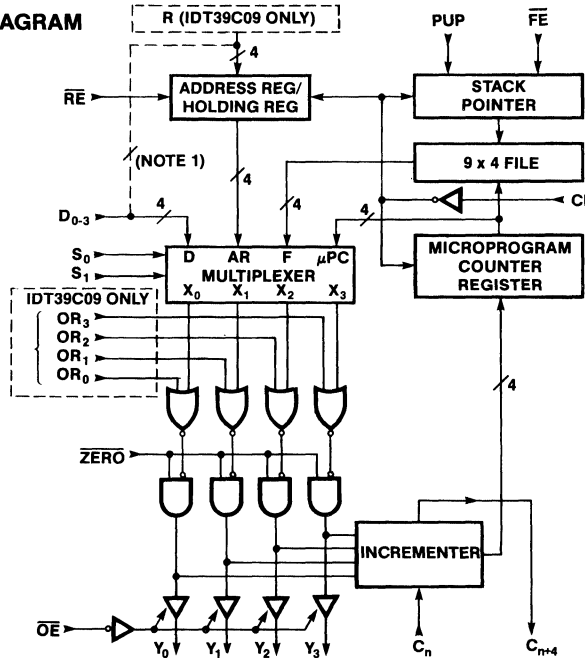 AGRAM
R (IDT39C09 ONLY)
PUP
FE
4
RE
ADDRESS REG/
HOLDING REG
STACK
POINTER
(NOTE 1)
4
9 x 4 FILE
4
4
C
D0-3
4
S0
S1
D AR F μPC
MULTIPLEXER
X0 X1 X2 X3
MICROPROGRAM
COUNTER
REGISTER
IDT39C09 ONLY
OR3
OR2
OR1
OR0
4
ZERO
INCREMENTER
OE
Y0 Y1 Y2 Y3
Cn
Cn+4